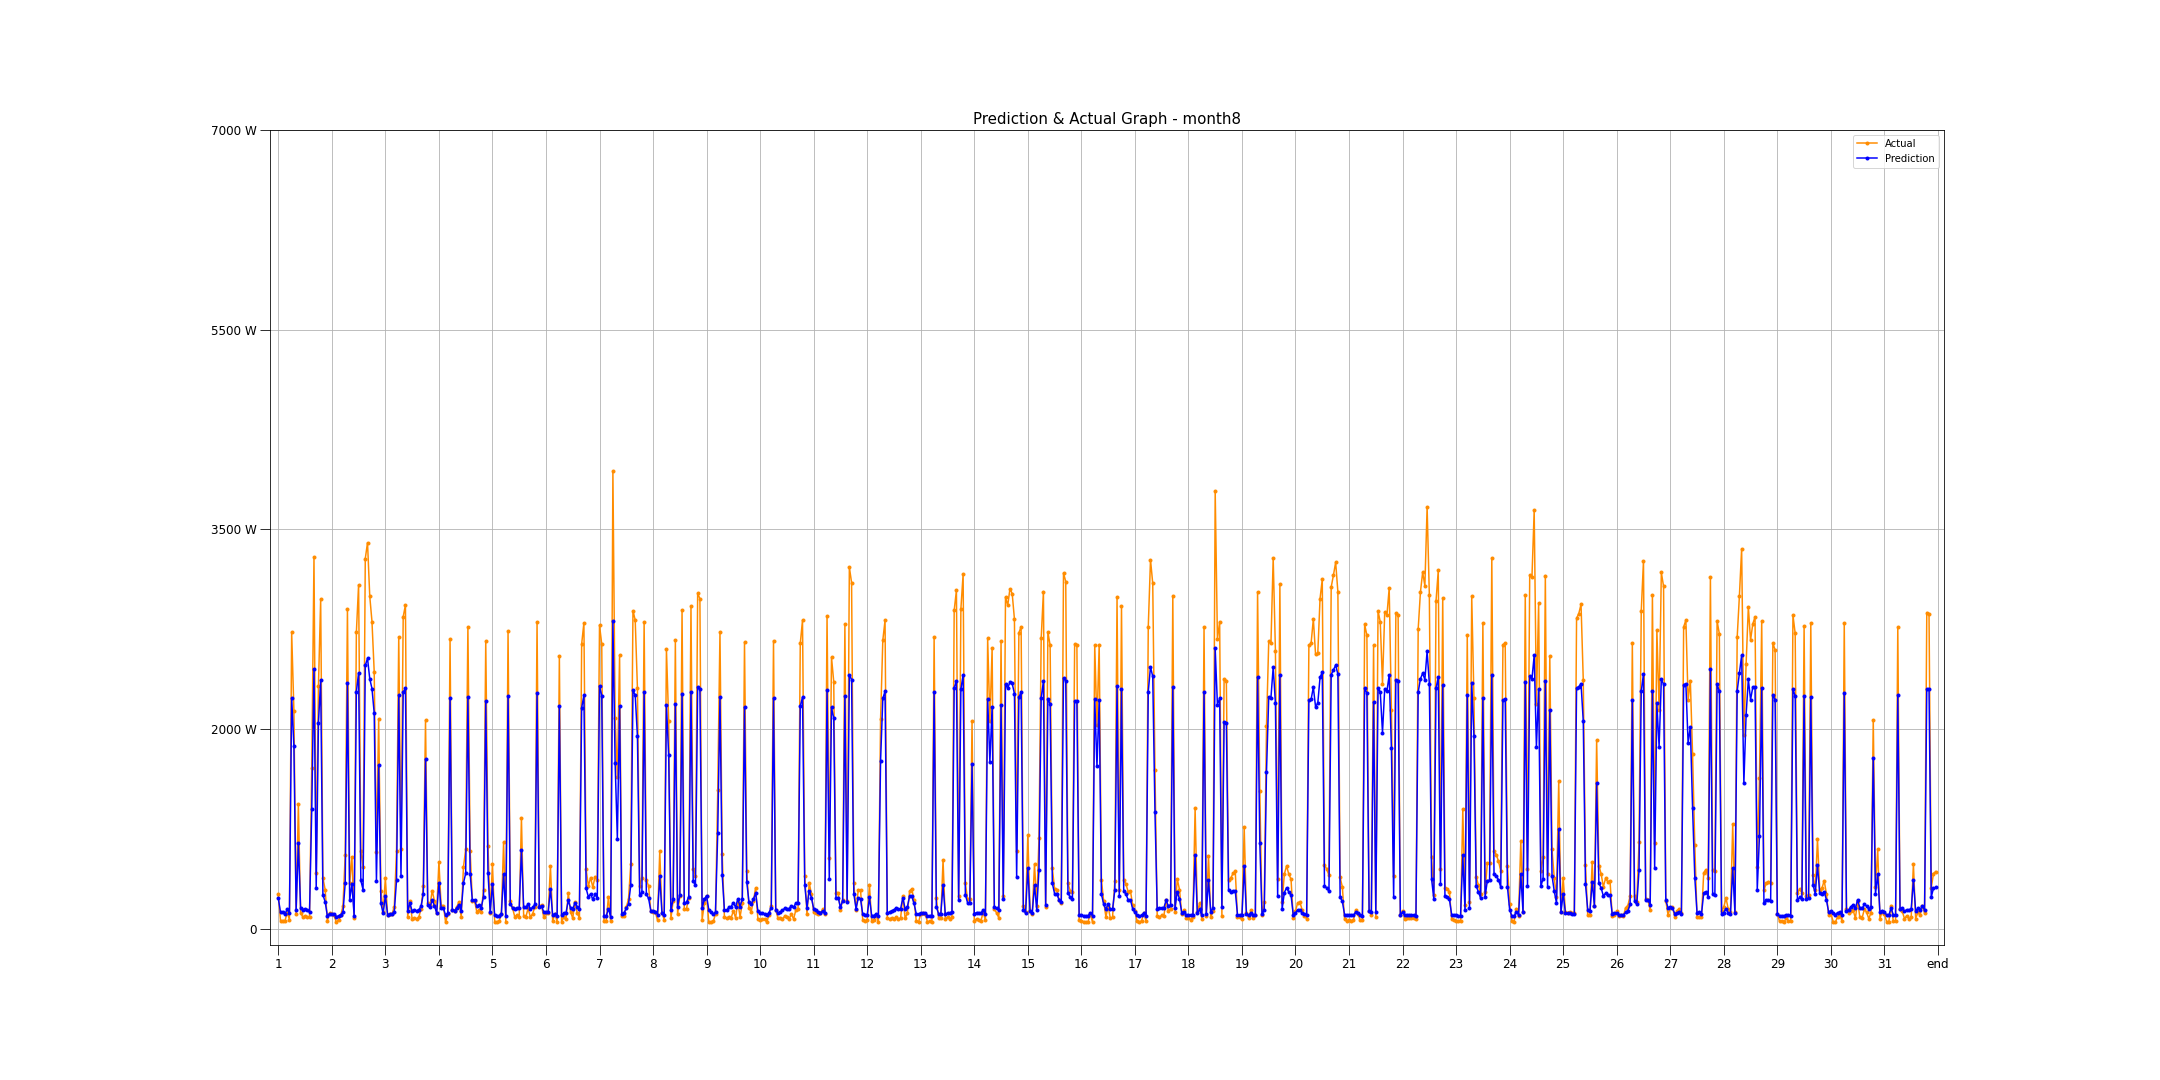 Prediction & Actual Graph - month8
7000 W
5500 W
3500 W
2000 W
0
Actual
Prediction
1 2 3 4 5 6 7 8 9 10 11 12 13 14 15 16 17 18 19 20 21 22 23 24 25 26 27 28 29 30 31 end